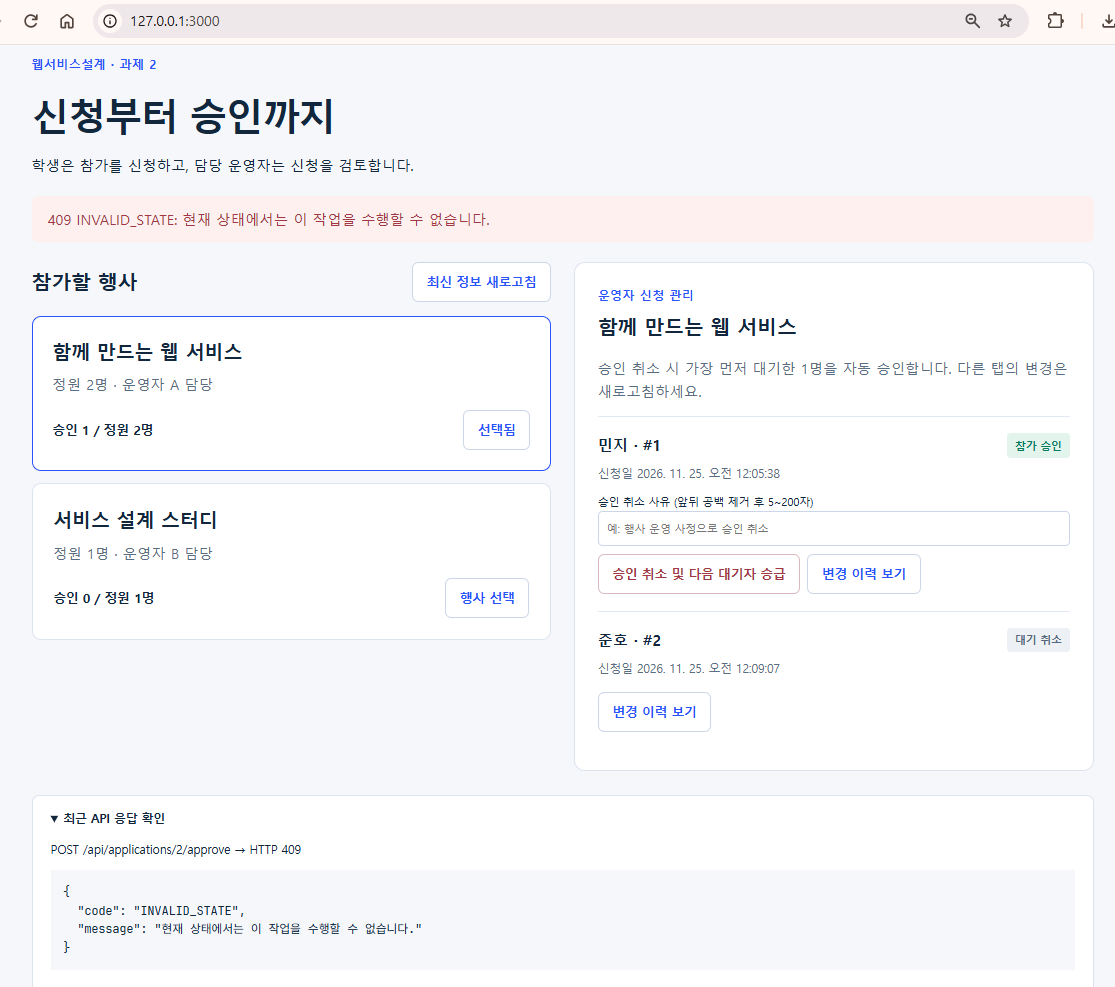 127.0.0.1:3000
웹서비스설계 · 과제 2
신청부터 승인까지
학생은 참가를 신청하고, 담당 운영자는 신청을 검토합니다.
409 INVALID_STATE: 현재 상태에서는 이 작업을 수행할 수 없습니다.
참가할 행사
최신 정보 새로고침
함께 만드는 웹 서비스
정원 2명 · 운영자 A 담당
승인 1 / 정원 2명
선택됨
서비스 설계 스터디
정원 1명 · 운영자 B 담당
승인 0 / 정원 1명
행사 선택
운영자 신청 관리
함께 만드는 웹 서비스
승인 취소 시 가장 먼저 대기한 1명을 자동 승인합니다. 다른 탭의 변경은
새로고침하세요.
민지 · #1
참가 승인
신청일 2026. 11. 25. 오전 12:05:38
승인 취소 사유 (앞뒤 공백 제거 후 5~200자)
예: 행사 운영 사정으로 승인 취소
승인 취소 및 다음 대기자 승급
변경 이력 보기
준호 · #2
대기 취소
신청일 2026. 11. 25. 오전 12:09:07
변경 이력 보기
▼ 최근 API 응답 확인
POST /api/applications/2/approve → HTTP 409
{
"code": "INVALID_STATE",
"message": "현재 상태에서는 이 작업을 수행할 수 없습니다."
}